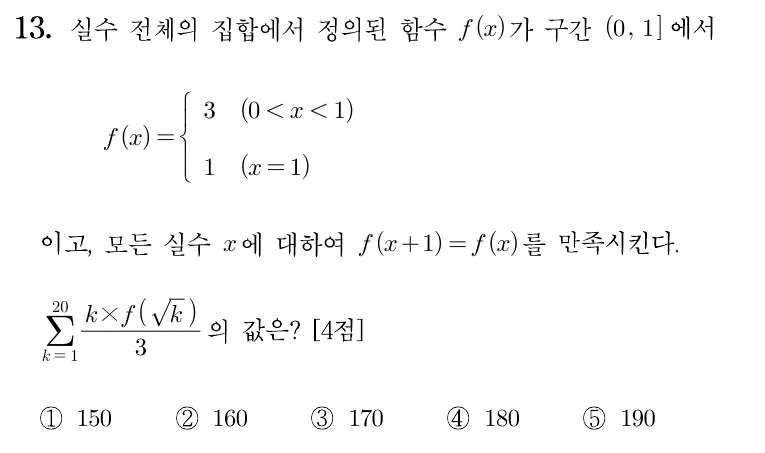 13. 실수 전체의 집합에서 정의된 함수 f(x)가 구간 (0, 1]에서
f(x) = { 3 (0 < x < 1)
1 (x = 1)
이고, 모든 실수 x에 대하여 f(x+1) = f(x)를 만족시킨다.
∑_{k=1}^{20} \frac{k×f(√k)}{3} 의 값은? [4점]
① 150 ② 160 ③ 170 ④ 180 ⑤ 190